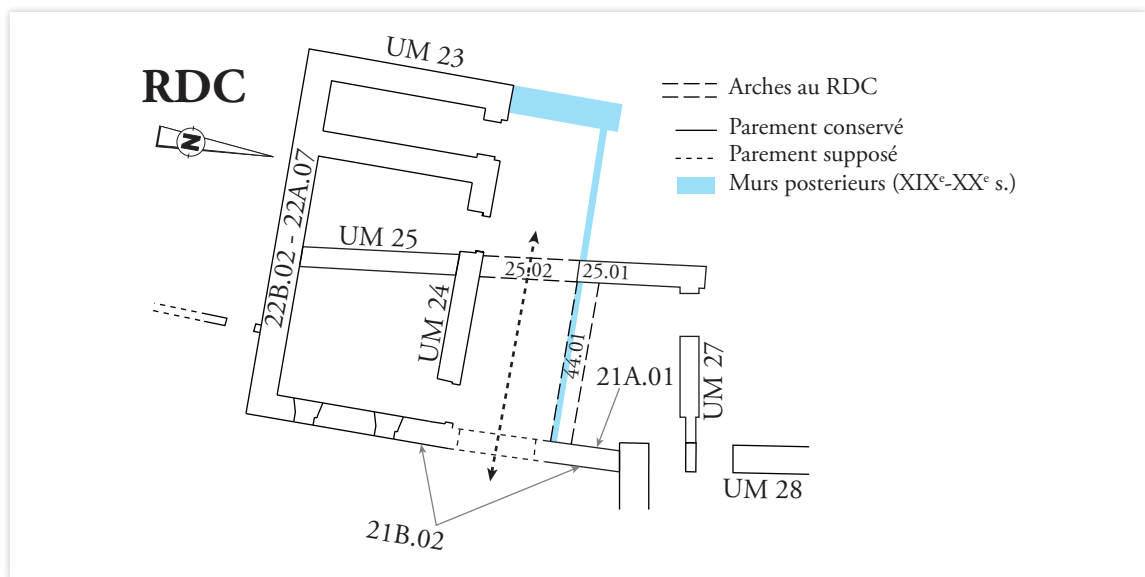 UM 23
RDC
N
Arches au RDC
Parement conservé
Parement supposé
Murs posterieurs (XIXᵉ-XXᵉ s.)
22B.02 - 22A.07
UM 25
25.02
25.01
UM 24
44.01
21A.01
UM 27
UM 28
21B.02